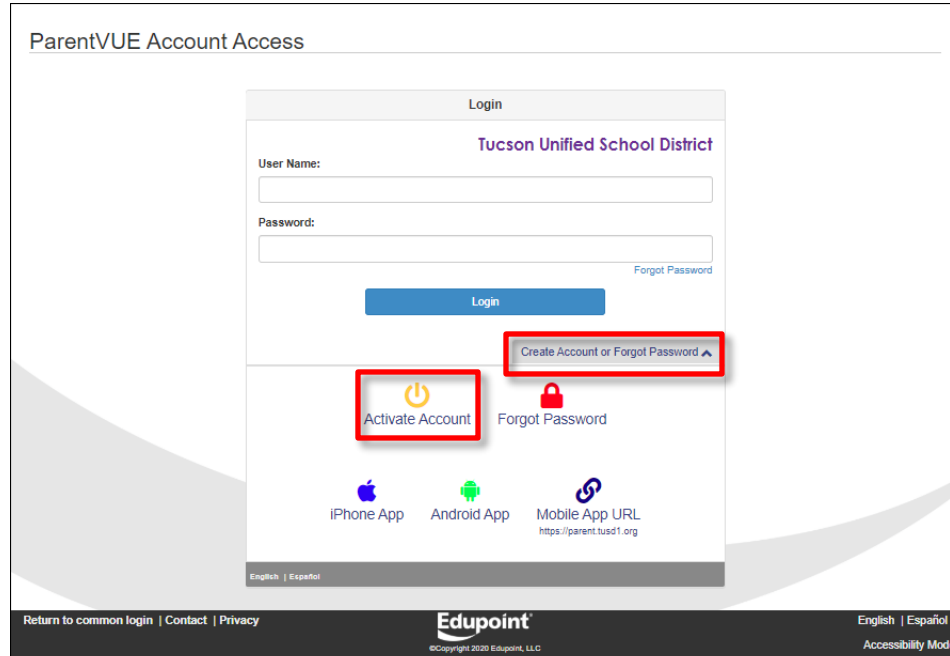 ParentVUE Account Access
Login
Tucson Unified School District
User Name:
Password:
Forgot Password
Login
Create Account or Forgot Password
Activate Account Forgot Password
iPhone App Android App Mobile App URL
https://parent.tusd1.org
English | Español
Return to common login | Contact | Privacy Edupoint English | Español
©Copyright 2020 Edupoint, LLC Accessibility Mod